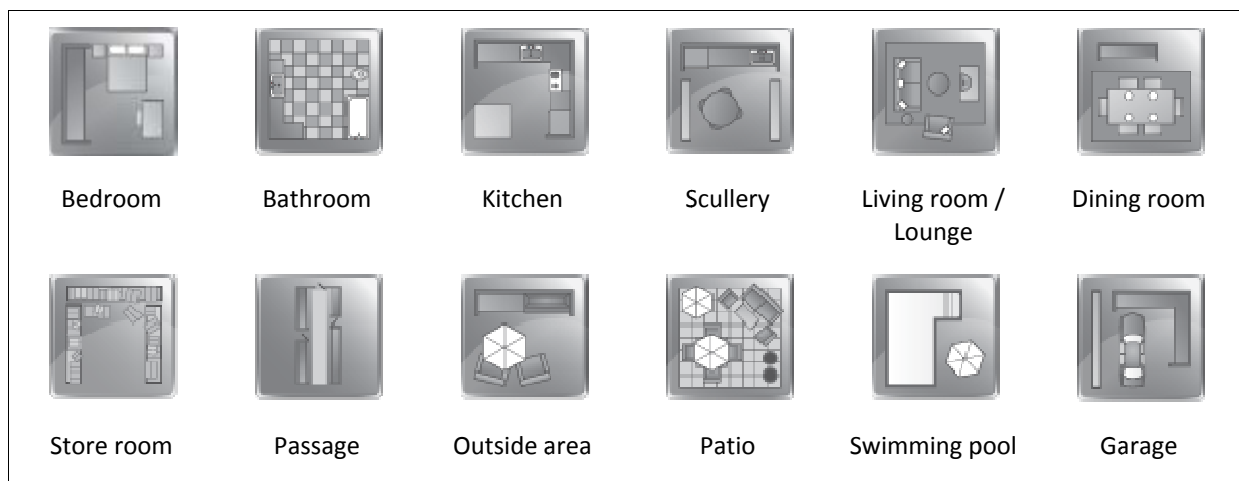 Bedroom
Bathroom
Kitchen
Scullery
Living room /
Lounge
Dining room
Store room
Passage
Outside area
Patio
Swimming pool
Garage